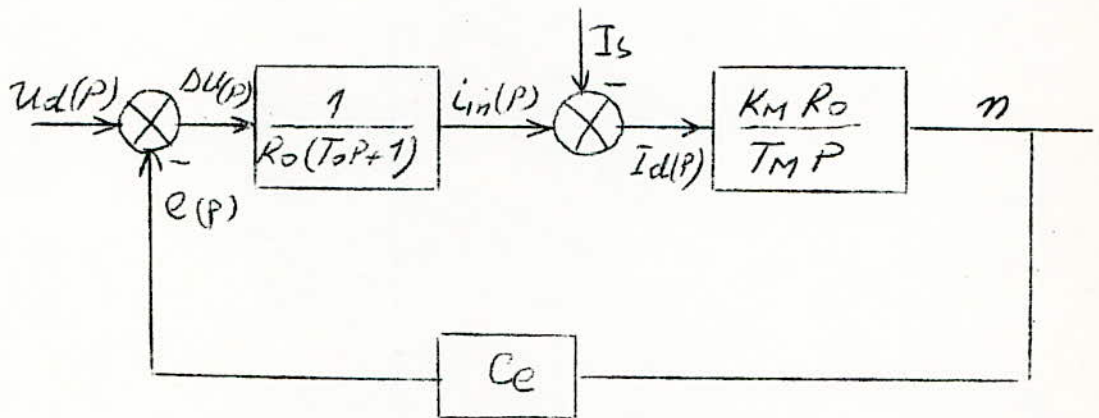 Is
-
Ud(P)
ΔU(P)
1
Ro(ToP+1)
iin(P)
Id(P)
KM Ro
TM P
n
-
e(P)
Ce